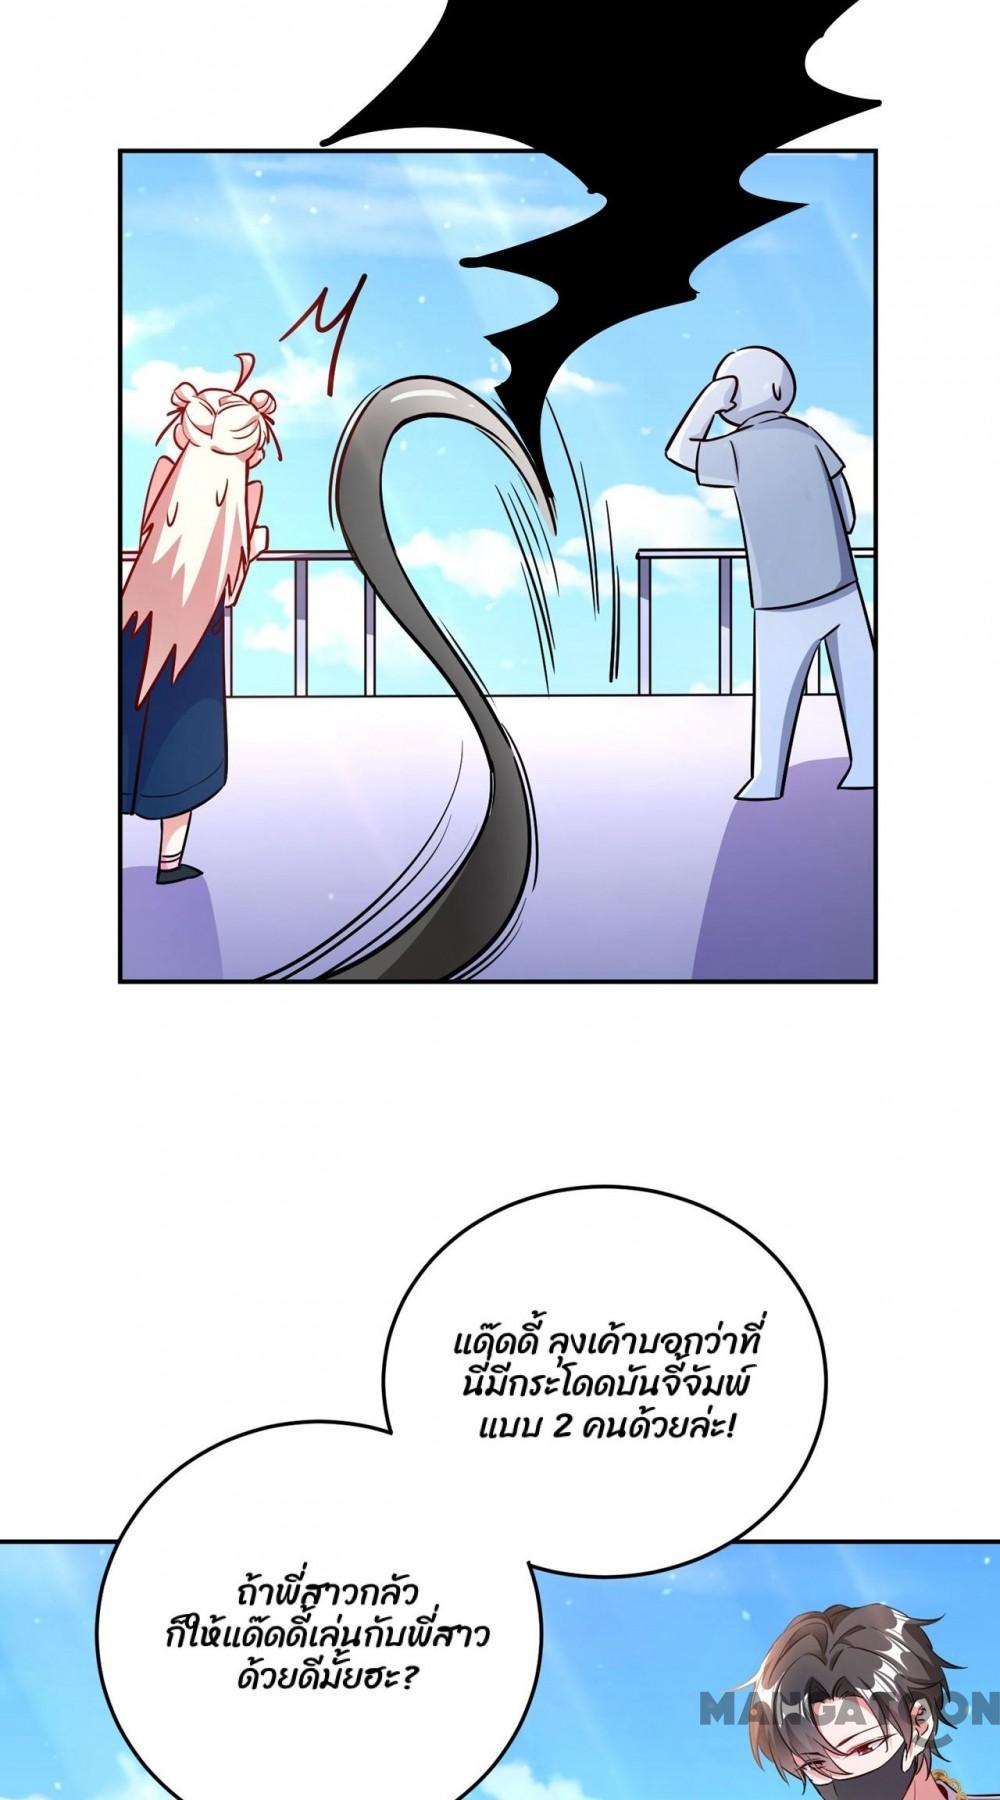 แด๊ดดี้ ลุงเค้าบอกว่าที่
นี่มีกระโดดบันจี้จัมพ์
แบบ 2 คนด้วยล่ะ!
ถ้าพี่สาวกลัว
ก็ให้แด๊ดดี้เล่นกับพี่สาว
ด้วยดีมั้ยฮะ?
MANGATOON